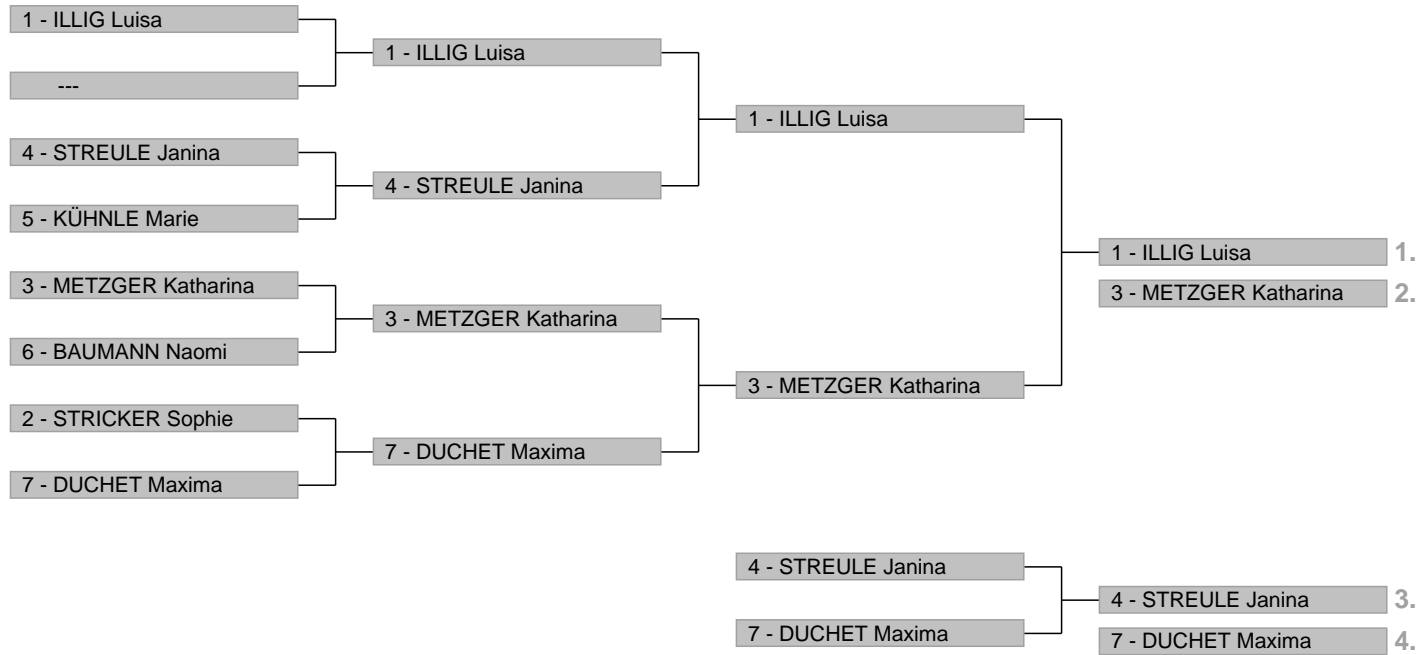 1 - ILLIG Luisa
---
4 - STREULE Janina
5 - KÜHNLE Marie
3 - METZGER Katharina
6 - BAUMANN Naomi
2 - STRICKER Sophie
7 - DUCHET Maxima
1 - ILLIG Luisa
4 - STREULE Janina
3 - METZGER Katharina
7 - DUCHET Maxima
1 - ILLIG Luisa
3 - METZGER Katharina
1 - ILLIG Luisa 1.
3 - METZGER Katharina 2.
4 - STREULE Janina
7 - DUCHET Maxima
4 - STREULE Janina 3.
7 - DUCHET Maxima 4.